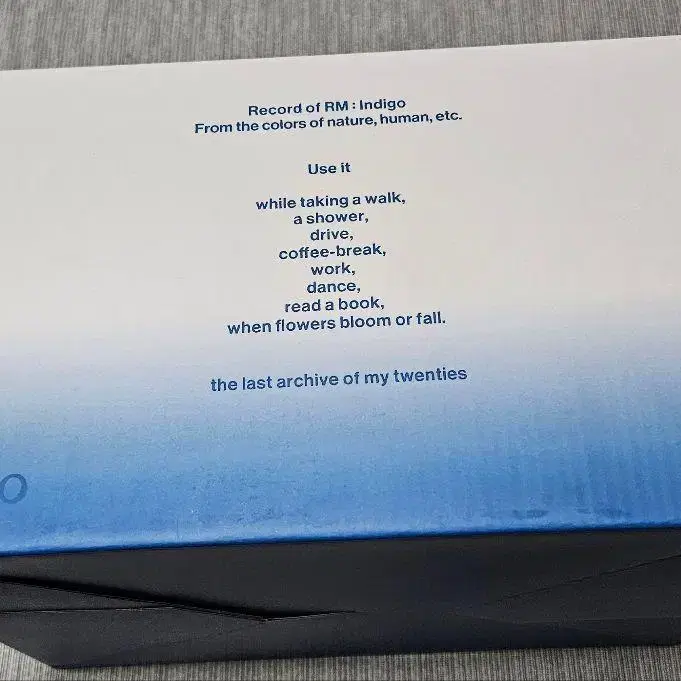 Record of RM : Indigo
From the colors of nature, human, etc.
Use it
while taking a walk,
a shower,
drive,
coffee-break,
work,
dance,
read a book,
when flowers bloom or fall.
the last archive of my twenties
O